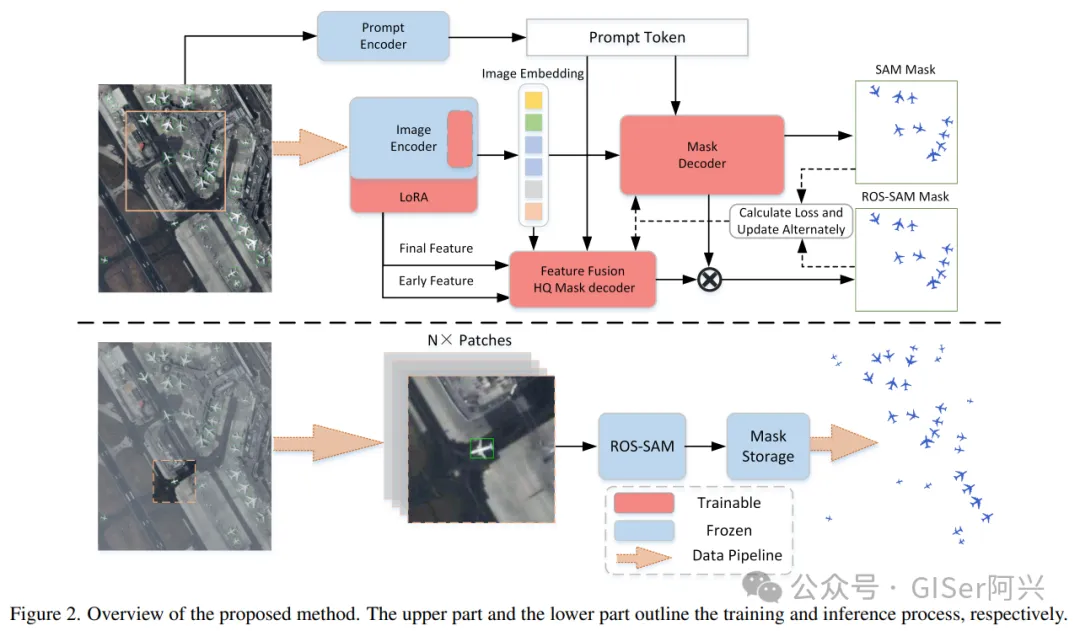 Prompt
Encoder
Prompt Token
Image Embedding
SAM Mask
Image
Encoder
Mask
Decoder
LoRA
ROS-SAM Mask
Calculate Loss and
Update Alternately
Final Feature
Early Feature
Feature Fusion
HQ Mask decoder
N× Patches
ROS-SAM
Mask
Storage
Trainable
Frozen
Data Pipeline
公众号 · GISer阿兴
Figure 2. Overview of the proposed method. The upper part and the lower part outline the training and inference process, respectively.